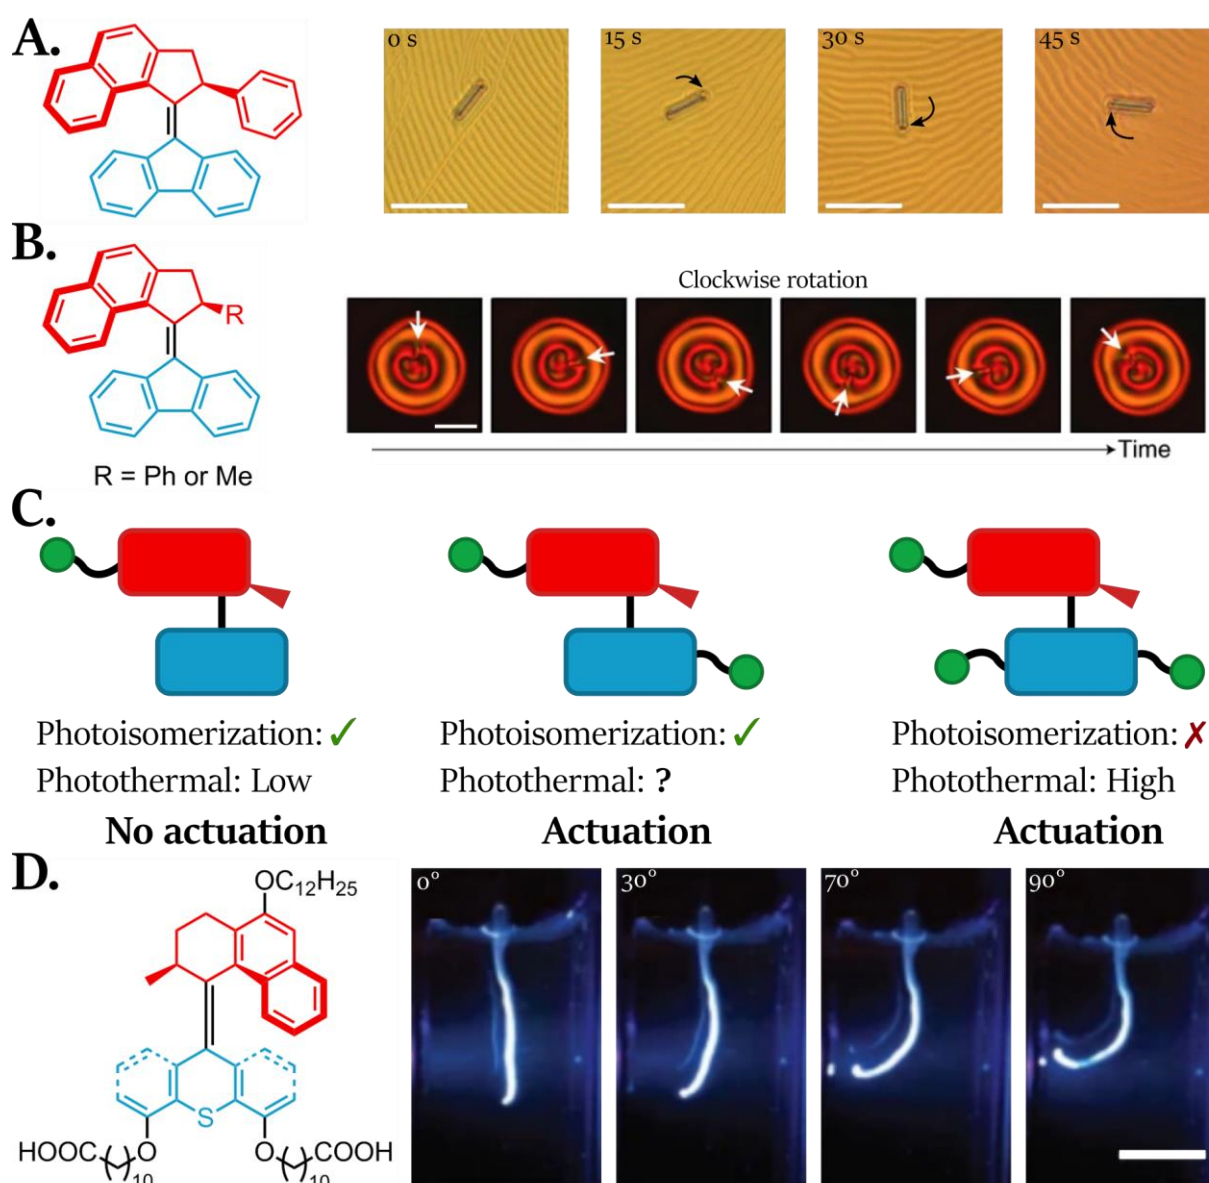 A.
0 s
15 s
30 s
45 s
B.
R
R = Ph or Me
Clockwise rotation
Time
C.
Photoisomerization: ✓
Photothermal: Low
No actuation
Photoisomerization: ✓
Photothermal: ?
Actuation
Photoisomerization: ✗
Photothermal: High
Actuation
D.
OC12H25
S
HOOC
10
O
O
10
COOH
0°
30°
70°
90°